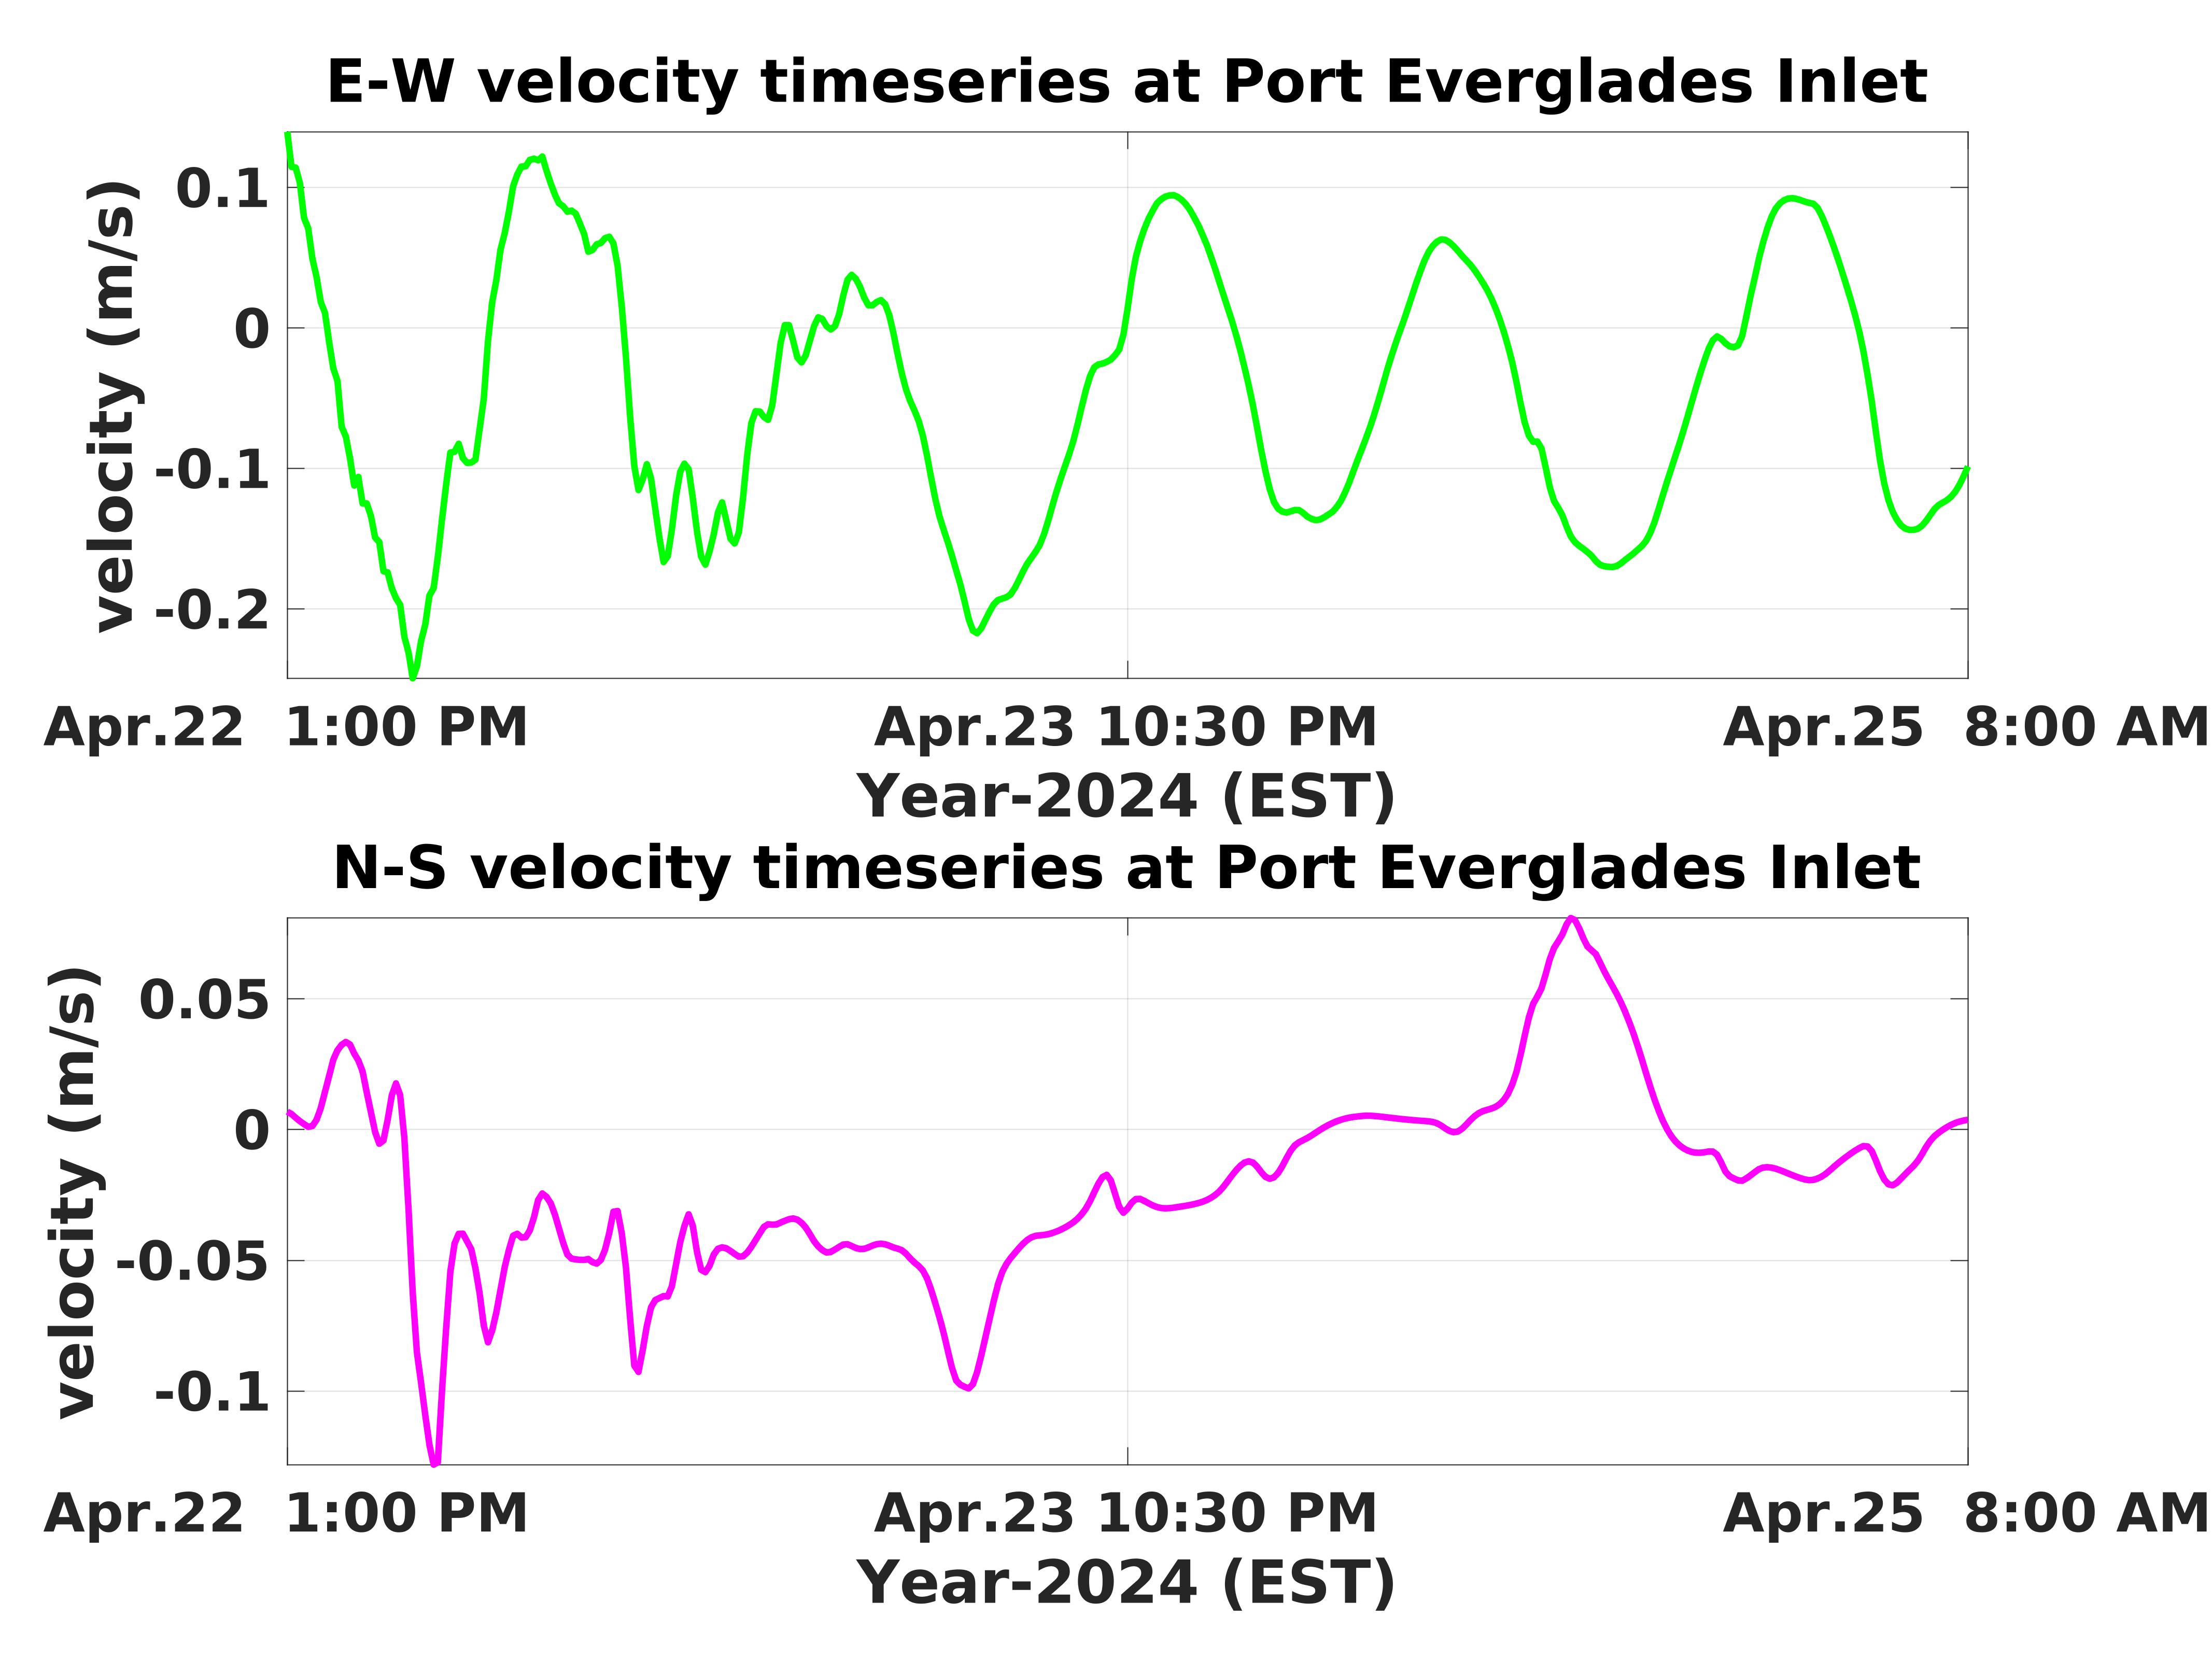 E-W velocity timeseries at Port Everglades Inlet
velocity (m/s)
0.1
0
-0.1
-0.2
Apr.22  1:00 PM
Apr.23 10:30 PM
Apr.25  8:00 AM
Year-2024 (EST)
N-S velocity timeseries at Port Everglades Inlet
velocity (m/s)
0.05
0
-0.05
-0.1
Apr.22  1:00 PM
Apr.23 10:30 PM
Apr.25  8:00 AM
Year-2024 (EST)